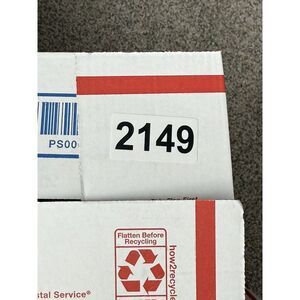 2149
PS00
Flatten Before
Recycling
how2recycle
stal Service®